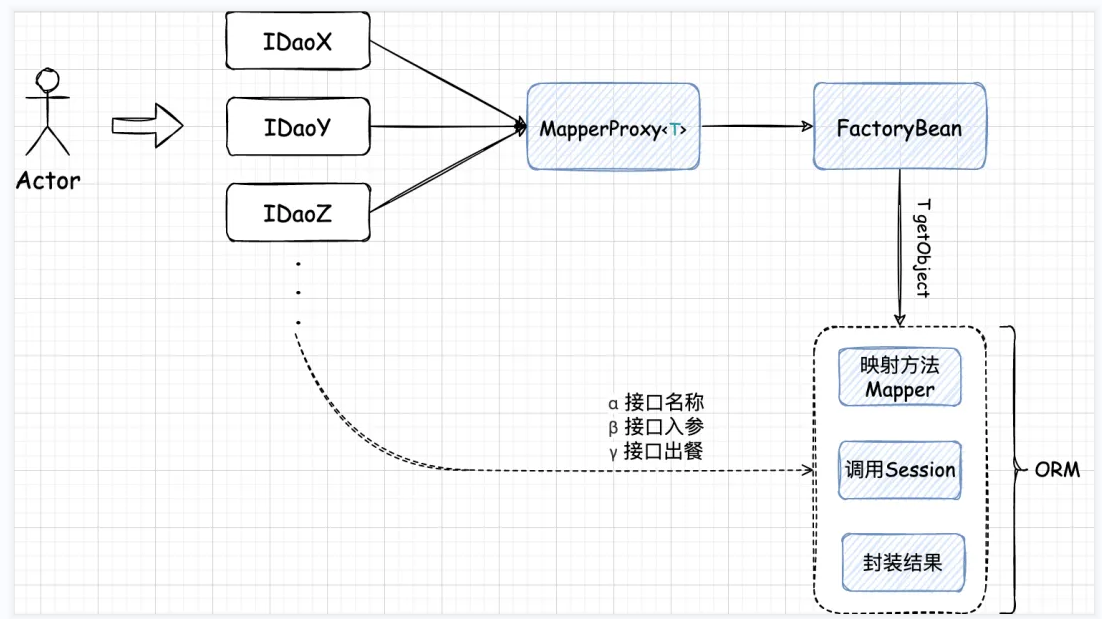 IDaoX
IDaoY
Actor
IDaoZ
MapperProxy<T>
FactoryBean
T getObject
映射方法
Mapper
α 接口名称
β 接口入参
γ 接口出餐
调用Session
ORM
封装结果